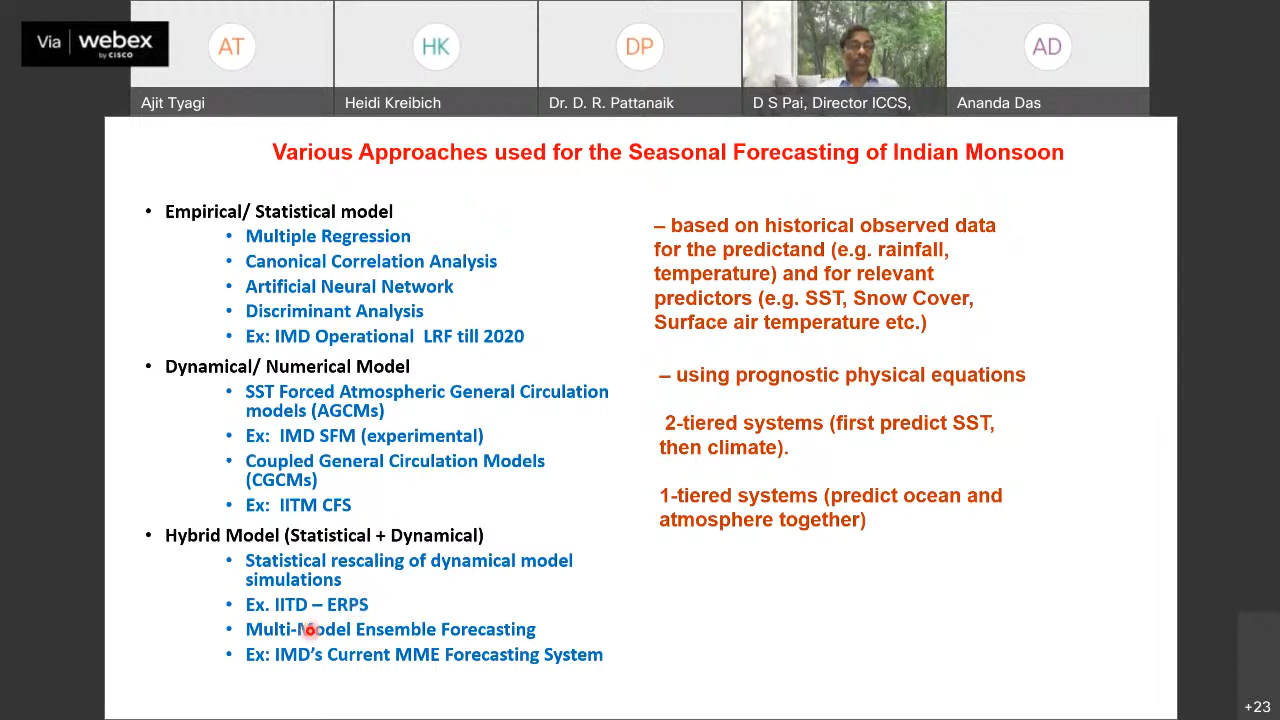 Via webex
by CISCO
AT
HK
DP
AD
Ajit Tyagi
Heidi Kreibich
Dr. D. R. Pattanaik
D S Pai, Director ICCS,
Ananda Das
Various Approaches used for the Seasonal Forecasting of Indian Monsoon
• Empirical/ Statistical model
• Multiple Regression
• Canonical Correlation Analysis
• Artificial Neural Network
• Discriminant Analysis
• Ex: IMD Operational LRF till 2020
• Dynamical/ Numerical Model
• SST Forced Atmospheric General Circulation
models (AGCMs)
• Ex: IMD SFM (experimental)
• Coupled General Circulation Models
(CGCMs)
• Ex: IITM CFS
• Hybrid Model (Statistical + Dynamical)
• Statistical rescaling of dynamical model
simulations
• Ex. IITD – ERPS
• Multi-Model Ensemble Forecasting
• Ex: IMD’s Current MME Forecasting System
– based on historical observed data
for the predictand (e.g. rainfall,
temperature) and for relevant
predictors (e.g. SST, Snow Cover,
Surface air temperature etc.)
– using prognostic physical equations
2-tiered systems (first predict SST,
then climate).
1-tiered systems (predict ocean and
atmosphere together)
+23